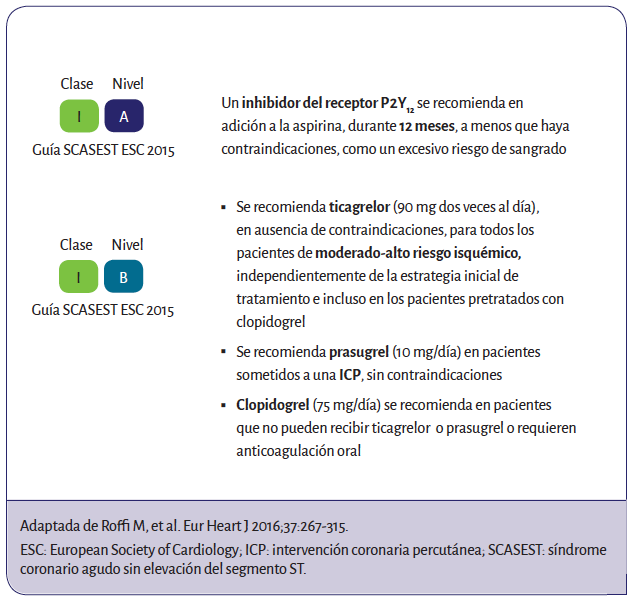 Clase Nivel
I A
Guía SCASEST ESC 2015
Un inhibidor del receptor P2Y12 se recomienda en
adición a la aspirina, durante 12 meses, a menos que haya
contraindicaciones, como un excesivo riesgo de sangrado
Clase Nivel
I B
Guía SCASEST ESC 2015
▪ Se recomienda ticagrelor (90 mg dos veces al día),
en ausencia de contraindicaciones, para todos los
pacientes de moderado-alto riesgo isquémico,
independientemente de la estrategia inicial de
tratamiento e incluso en los pacientes pretratados con
clopidogrel
▪ Se recomienda prasugrel (10 mg/día) en pacientes
sometidos a una ICP, sin contraindicaciones
▪ Clopidogrel (75 mg/día) se recomienda en pacientes
que no pueden recibir ticagrelor o prasugrel o requieren
anticoagulación oral
Adaptada de Roffi M, et al. Eur Heart J 2016;37:267-315.
ESC: European Society of Cardiology; ICP: intervención coronaria percutánea; SCASEST: síndrome
coronario agudo sin elevación del segmento ST.